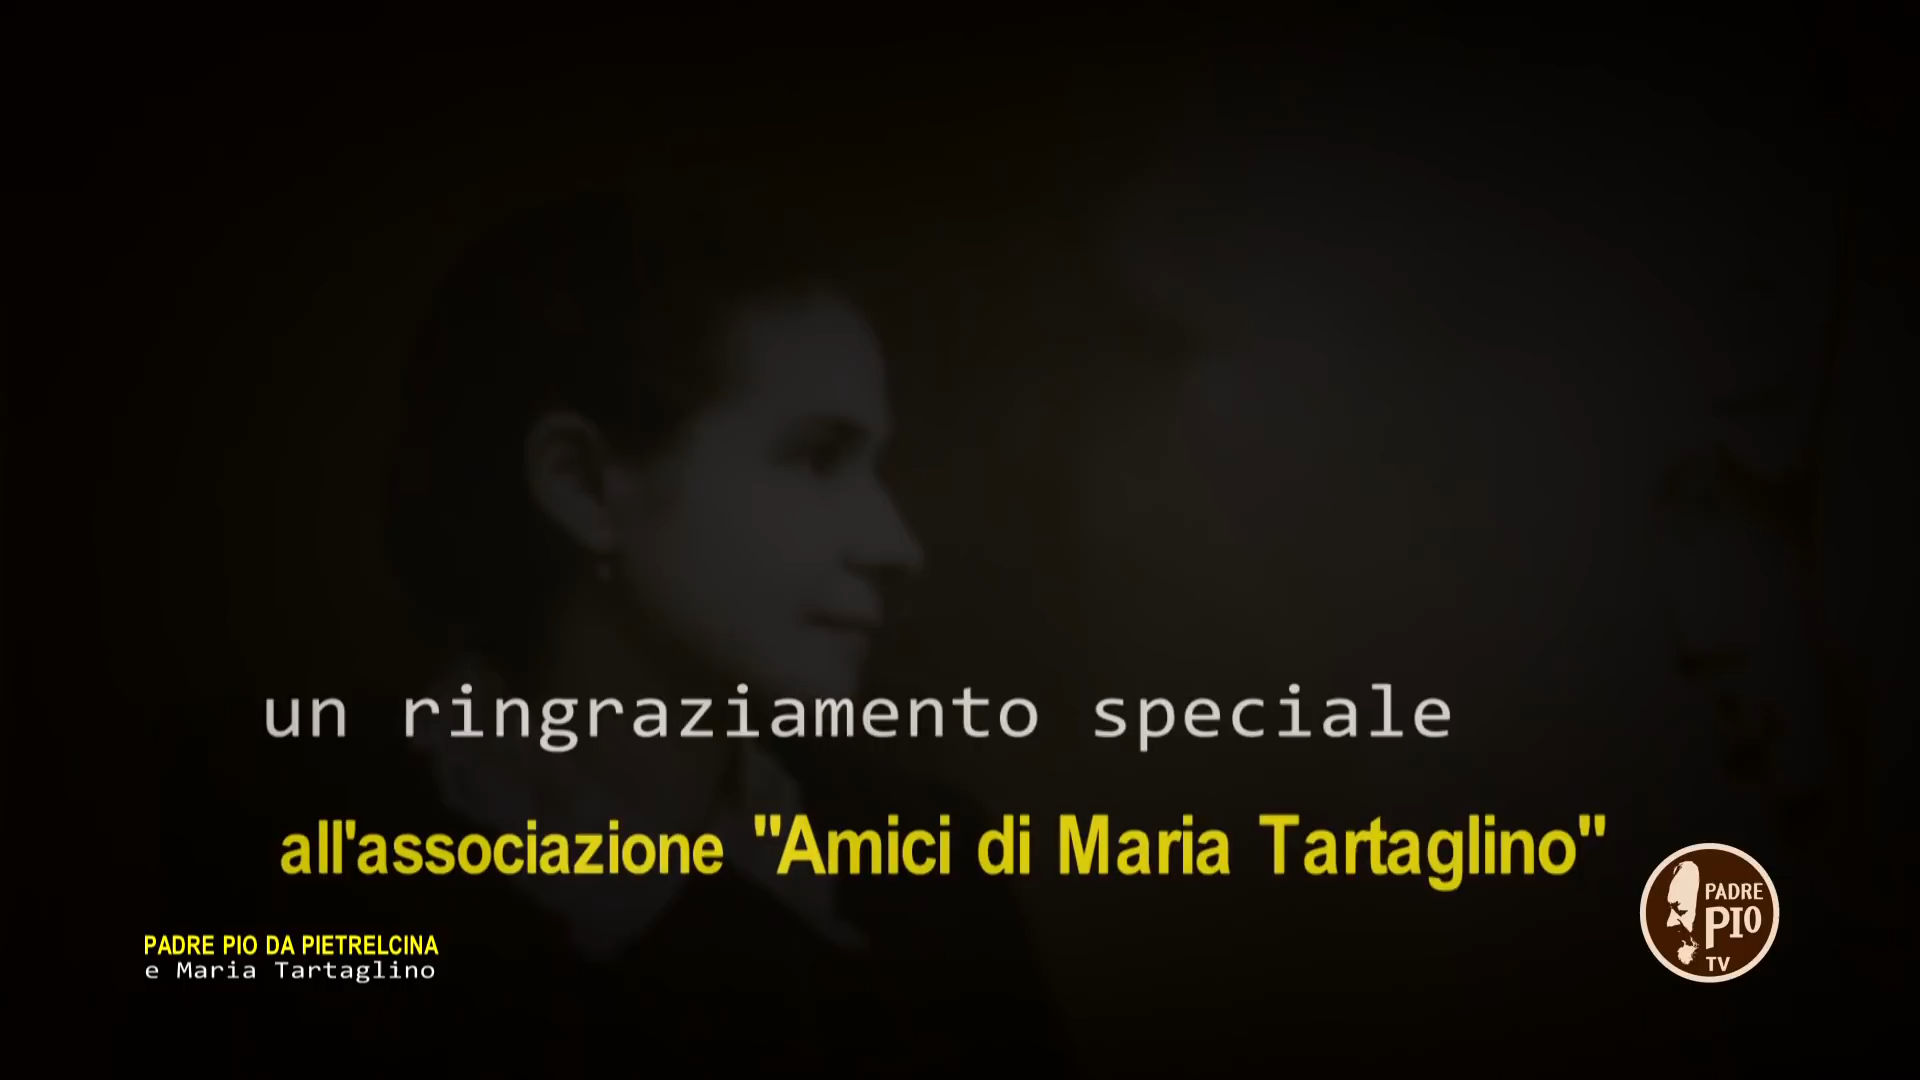 un ringraziamento speciale
all'associazione "Amici di Maria Tartaglino"
PADRE PIO DA PIETRELCINA
e Maria Tartaglino
PADRE
PIO
TV